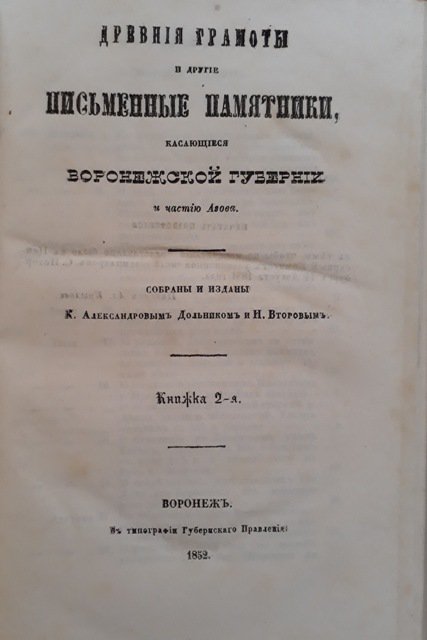 ДРЕВНІЯ ГРАМОТЫ
И ДРУГІЕ
ПИСЬМЕННЫЕ ПАМЯТНИКИ,
КАСАЮЩІЕСЯ
ВОРОНЕЖСКОЙ ГУБЕРНІИ
и частію Азова.
СОБРАНЫ И ИЗДАНЫ
К. Александровымъ Дольникомъ и Н. Второвымъ.
Книжка 2-я.
ВОРОНЕЖЪ.
Въ типографіи Губернскаго Правленія.
1852.